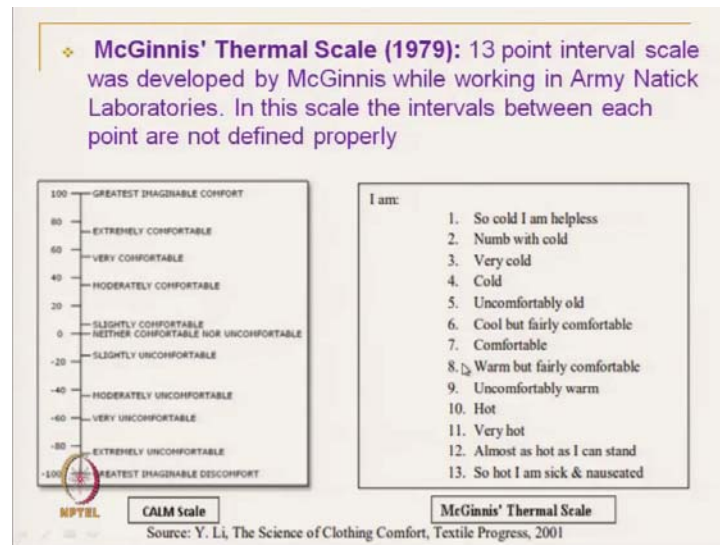 McGinnis' Thermal Scale (1979): 13 point interval scale
was developed by McGinnis while working in Army Natick
Laboratories. In this scale the intervals between each
point are not defined properly
100 GREATEST IMAGINABLE COMFORT
80
EXTREMELY COMFORTABLE
60
VERY COMFORTABLE
40
MODERATELY COMFORTABLE
20
SLIGHTLY COMFORTABLE
0 NEITHER COMFORTABLE NOR UNCOMFORTABLE
-20 SLIGHTLY UNCOMFORTABLE
-40
MODERATELY UNCOMFORTABLE
-60 VERY UNCOMFORTABLE
-80
EXTREMELY UNCOMFORTABLE
-100 GREATEST IMAGINABLE DISCOMFORT
NPTEL
CALM Scale
I am:
1. So cold I am helpless
2. Numb with cold
3. Very cold
4. Cold
5. Uncomfortably old
6. Cool but fairly comfortable
7. Comfortable
8. Warm but fairly comfortable
9. Uncomfortably warm
10. Hot
11. Very hot
12. Almost as hot as I can stand
13. So hot I am sick & nauseated
McGinnis' Thermal Scale
Source: Y. Li, The Science of Clothing Comfort, Textile Progress, 2001